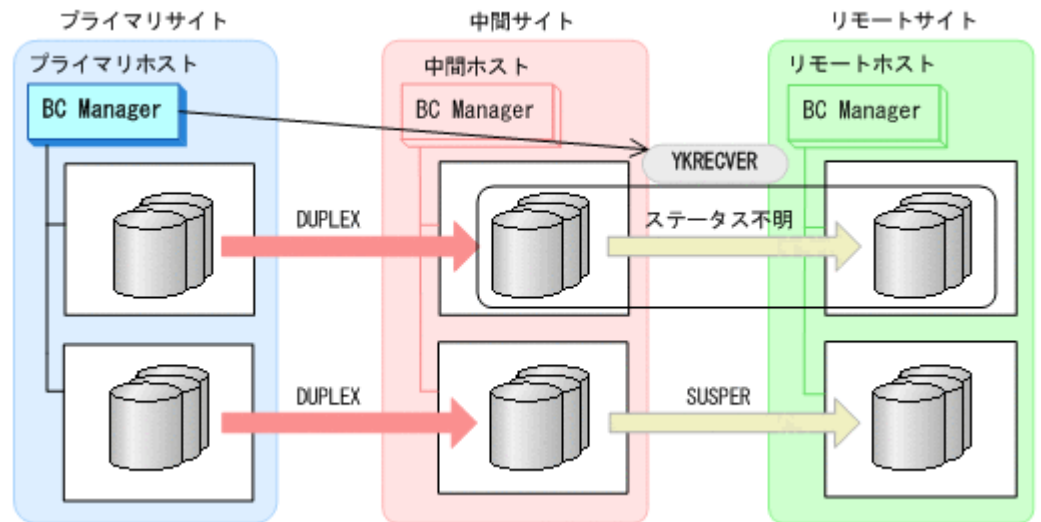 プライマリサイト
中間サイト
リモートサイト
プライマリホスト
中間ホスト
リモートホスト
BC Manager
BC Manager
BC Manager
YKRECVER
DUPLEX
ステータス不明
DUPLEX
SUSPER